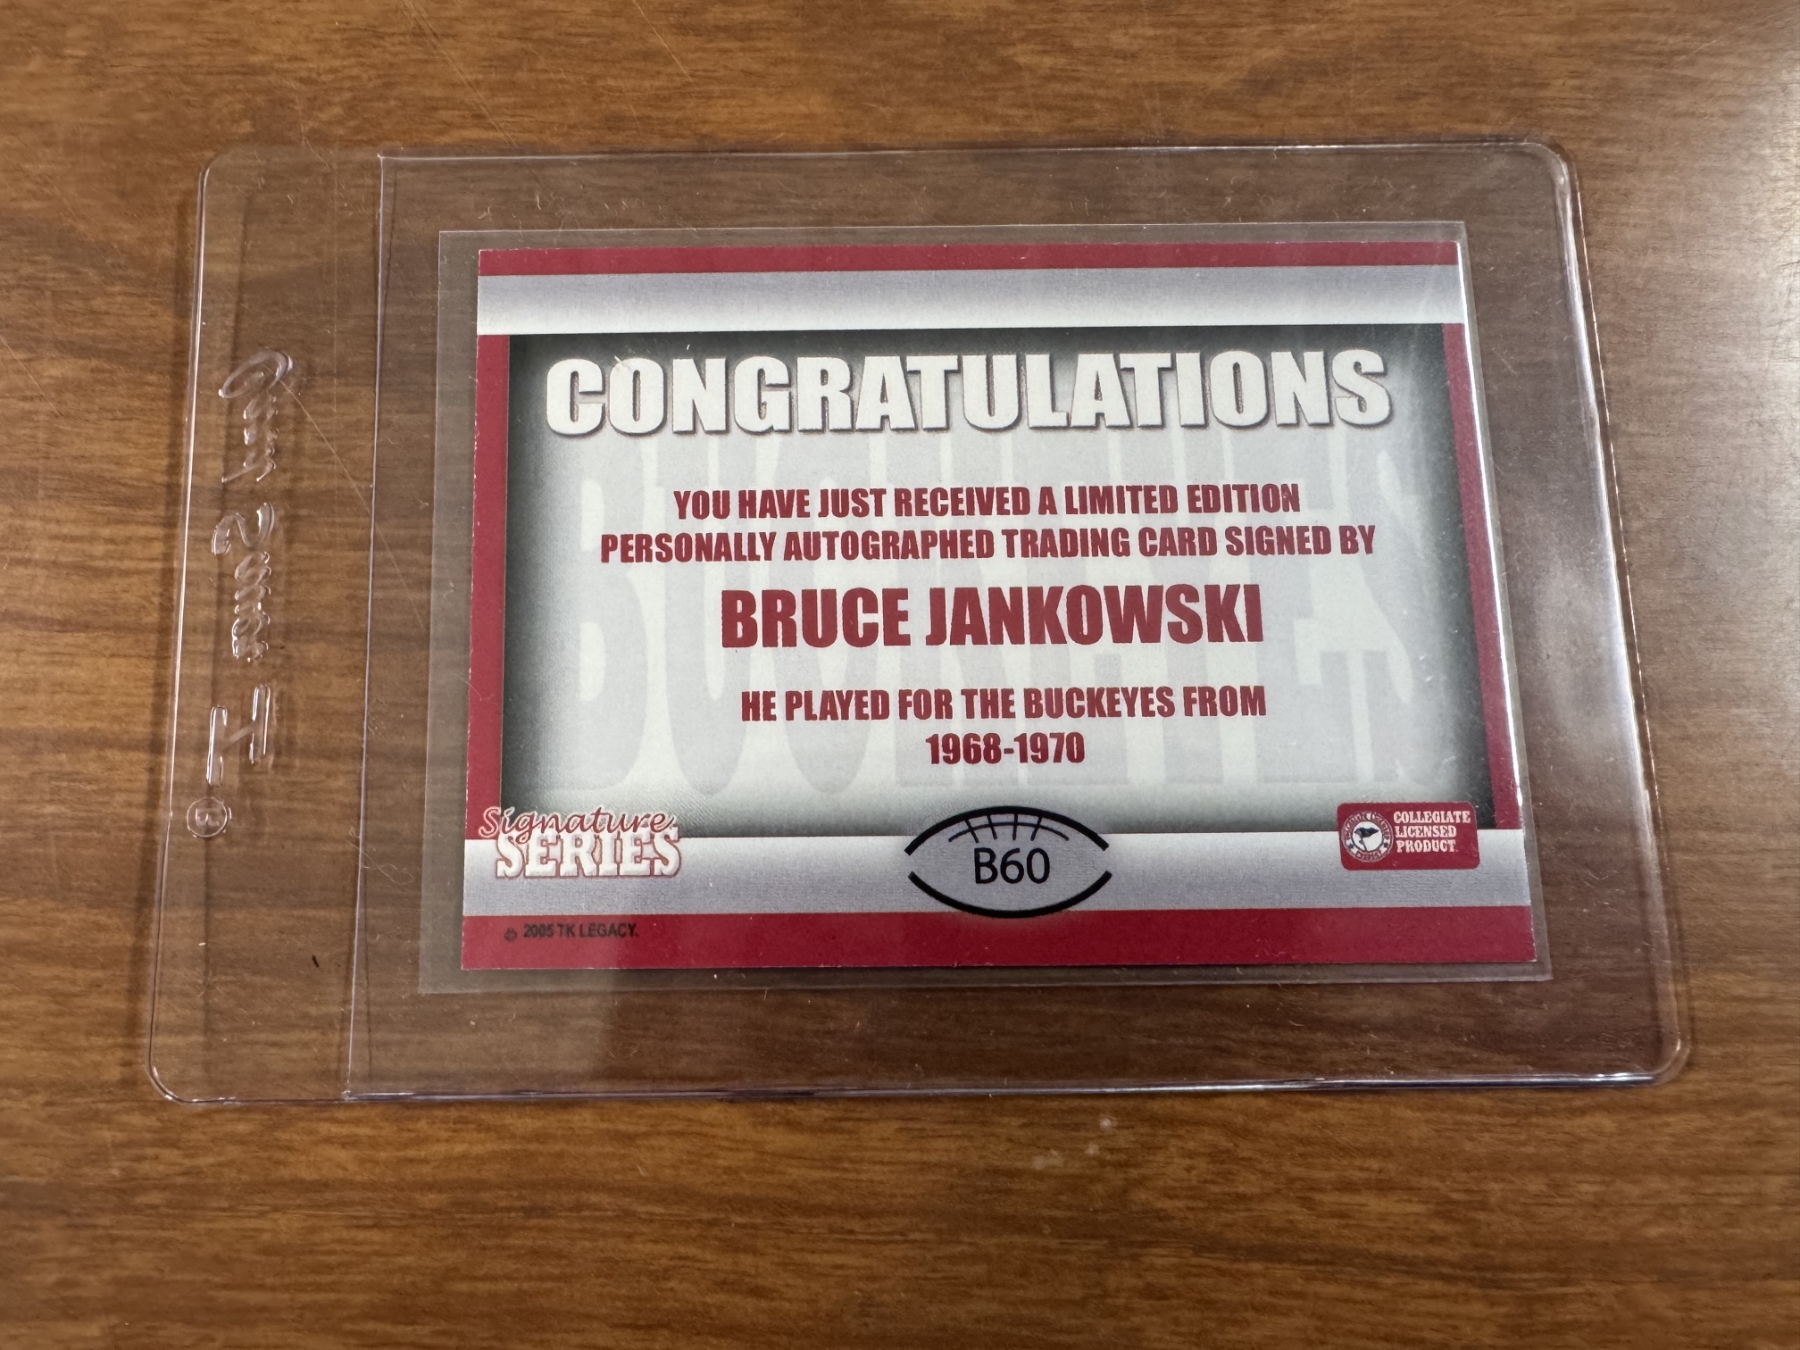 CONGRATULATIONS
BUCKEYES
YOU HAVE JUST RECEIVED A LIMITED EDITION
PERSONALLY AUTOGRAPHED TRADING CARD SIGNED BY
BRUCE JANKOWSKI
HE PLAYED FOR THE BUCKEYES FROM
1968-1970
Signature
SERIES
B60
COLLEGIATE
LICENSED
PRODUCT
© 2005 TK LEGACY.